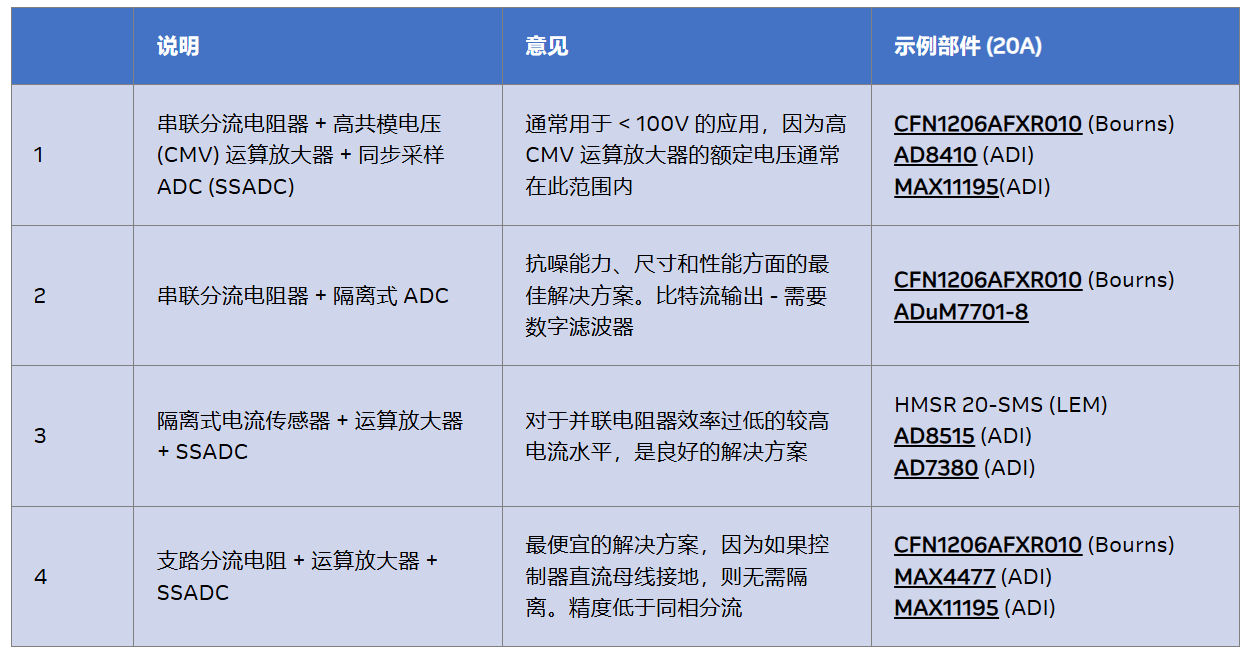 说明
意见
示例部件 (20A)
1
串联分流电阻器 + 高共模电压
(CMV) 运算放大器 + 同步采样
ADC (SSADC)
通常用于 < 100V 的应用，因为高
CMV 运算放大器的额定电压通常
在此范围内
CFN1206AFXR010 (Bourns)
AD8410 (ADI)
MAX11195(ADI)
2
串联分流电阻器 + 隔离式 ADC
抗噪能力、尺寸和性能方面的最
佳解决方案。比特流输出 - 需要
数字滤波器
CFN1206AFXR010 (Bourns)
ADuM7701-8
3
隔离式电流传感器 + 运算放大器
+ SSADC
对于并联电阻器效率过低的较高
电流水平，是良好的解决方案
HMSR 20-SMS (LEM)
AD8515 (ADI)
AD7380 (ADI)
4
支路分流电阻 + 运算放大器 +
SSADC
最便宜的解决方案，因为如果控
制器直流母线接地，则无需隔
离。精度低于同相分流
CFN1206AFXR010 (Bourns)
MAX4477 (ADI)
MAX11195 (ADI)